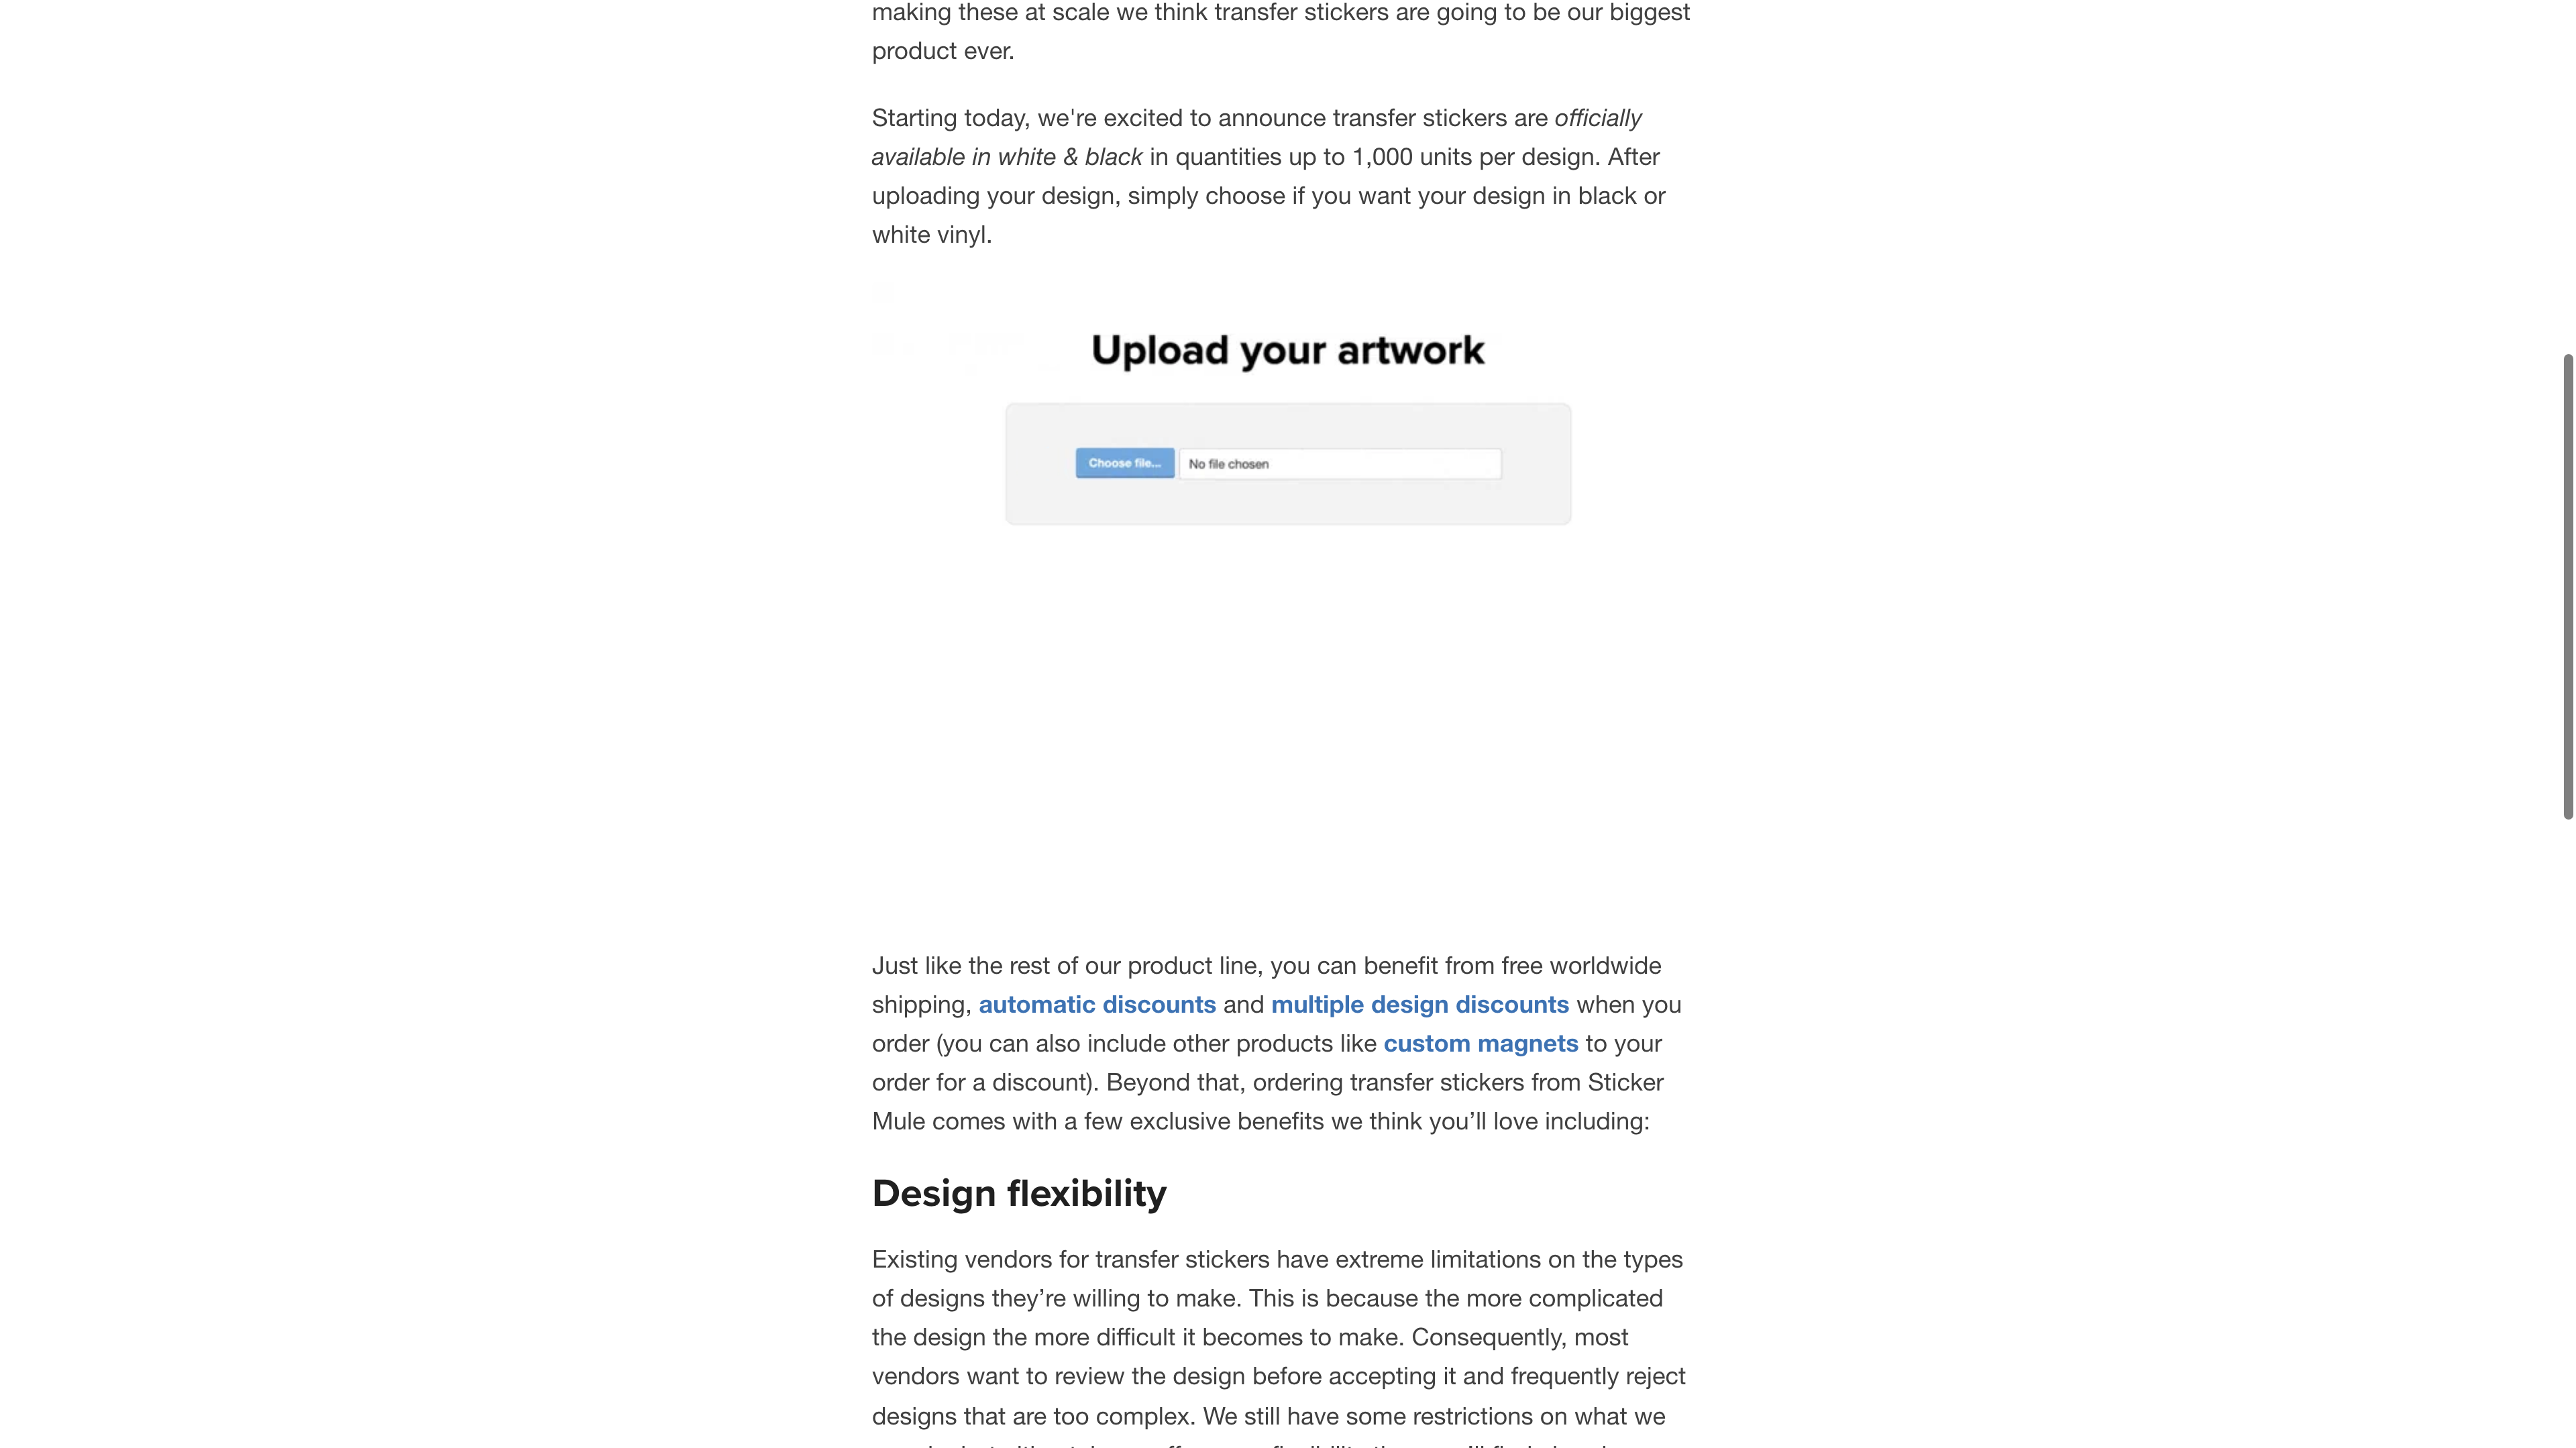 making these at scale we think transfer stickers are going to be our biggest
product ever.
Starting today, we're excited to announce transfer stickers are officially
available in white & black in quantities up to 1,000 units per design. After
uploading your design, simply choose if you want your design in black or
white vinyl.
Upload your artwork
Choose file... No file chosen
Just like the rest of our product line, you can benefit from free worldwide
shipping, automatic discounts and multiple design discounts when you
order (you can also include other products like custom magnets to your
order for a discount). Beyond that, ordering transfer stickers from Sticker
Mule comes with a few exclusive benefits we think you’ll love including:
Design flexibility
Existing vendors for transfer stickers have extreme limitations on the types
of designs they’re willing to make. This is because the more complicated
the design the more difficult it becomes to make. Consequently, most
vendors want to review the design before accepting it and frequently reject
designs that are too complex. We still have some restrictions on what we